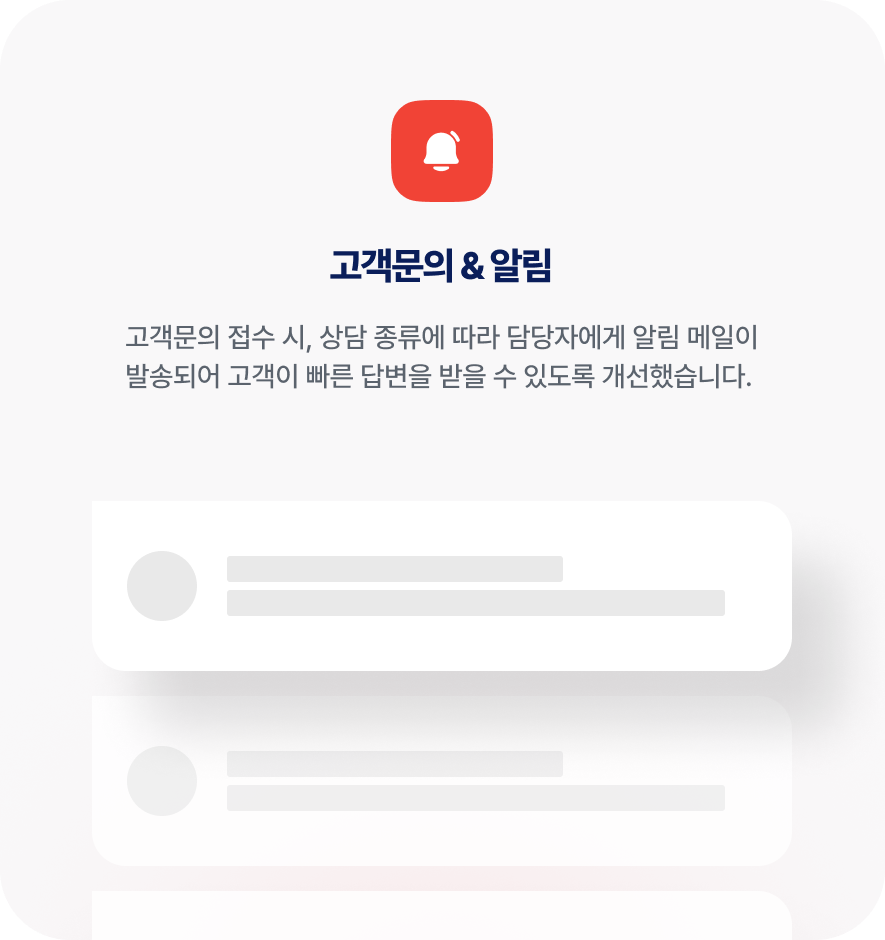 고객문의 & 알림
고객문의 접수 시, 상담 종류에 따라 담당자에게 알림 메일이
발송되어 고객이 빠른 답변을 받을 수 있도록 개선했습니다.